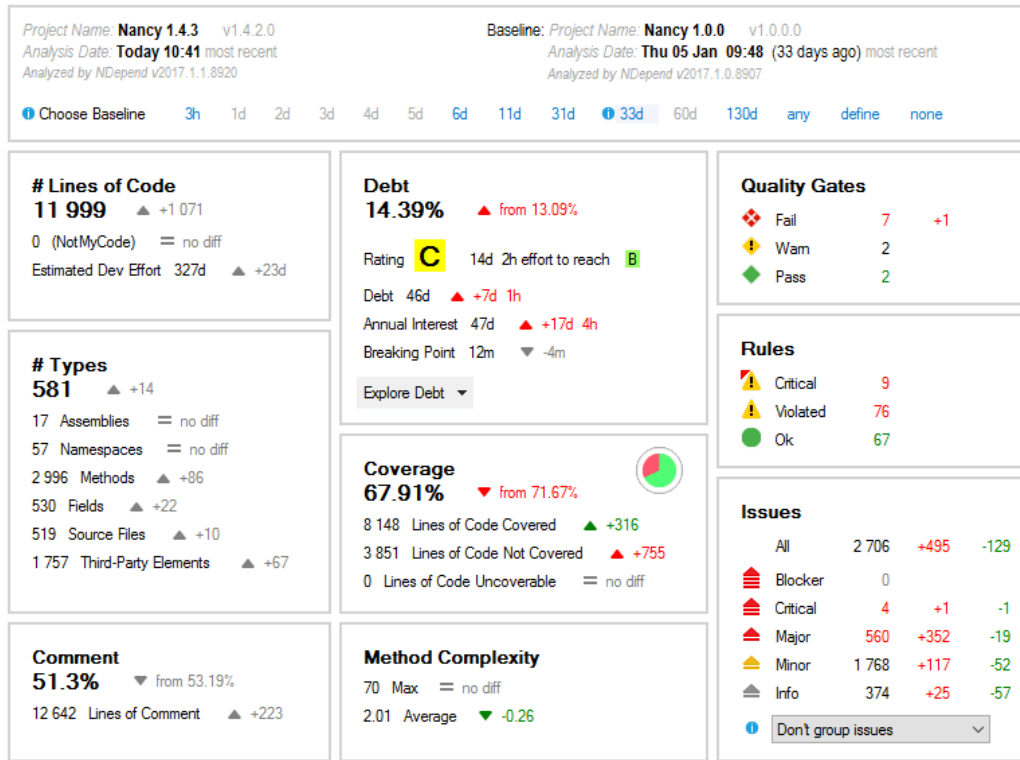 Project Name: Nancy 1.4.3 v1.4.2.0
Analysis Date: Today 10:41 most recent
Analyzed by NDepend v2017.1.1.8920
Baseline: Project Name: Nancy 1.0.0 v1.0.0.0
Analysis Date: Thu 05 Jan 09:48 (33 days ago) most recent
Analyzed by NDepend v2017.1.0.8907
Choose Baseline 3h 1d 2d 3d 4d 5d 6d 11d 31d 33d 60d 130d any define none
# Lines of Code
11 999 +1 071
0 (NotMyCode) = no diff
Estimated Dev Effort 327d +23d
# Types
581 +14
17 Assemblies = no diff
57 Namespaces = no diff
2 996 Methods +86
530 Fields +22
519 Source Files +10
1 757 Third-Party Elements +67
Comment
51.3% from 53.19%
12 642 Lines of Comment +223
Debt
14.39% from 13.09%
Rating C 14d 2h effort to reach B
Debt 46d +7d 1h
Annual Interest 47d +17d 4h
Breaking Point 12m -4m
Explore Debt
Coverage
67.91% from 71.67%
8 148 Lines of Code Covered +316
3 851 Lines of Code Not Covered +755
0 Lines of Code Uncoverable = no diff
Method Complexity
70 Max = no diff
2.01 Average -0.26
Quality Gates
Fail 7 +1
Warn 2
Pass 2
Rules
Critical 9
Violated 76
Ok 67
Issues
All 2 706 +495 -129
Blocker 0
Critical 4 +1 -1
Major 560 +352 -19
Minor 1 768 +117 -52
Info 374 +25 -57
Don't group issues